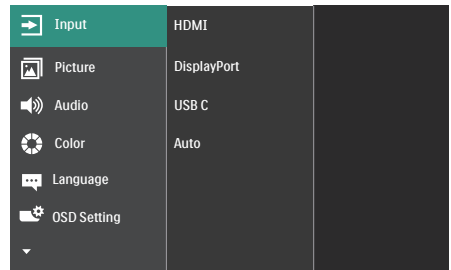 Input
HDMI
Picture
DisplayPort
Audio
USB C
Color
Auto
Language
OSD Setting